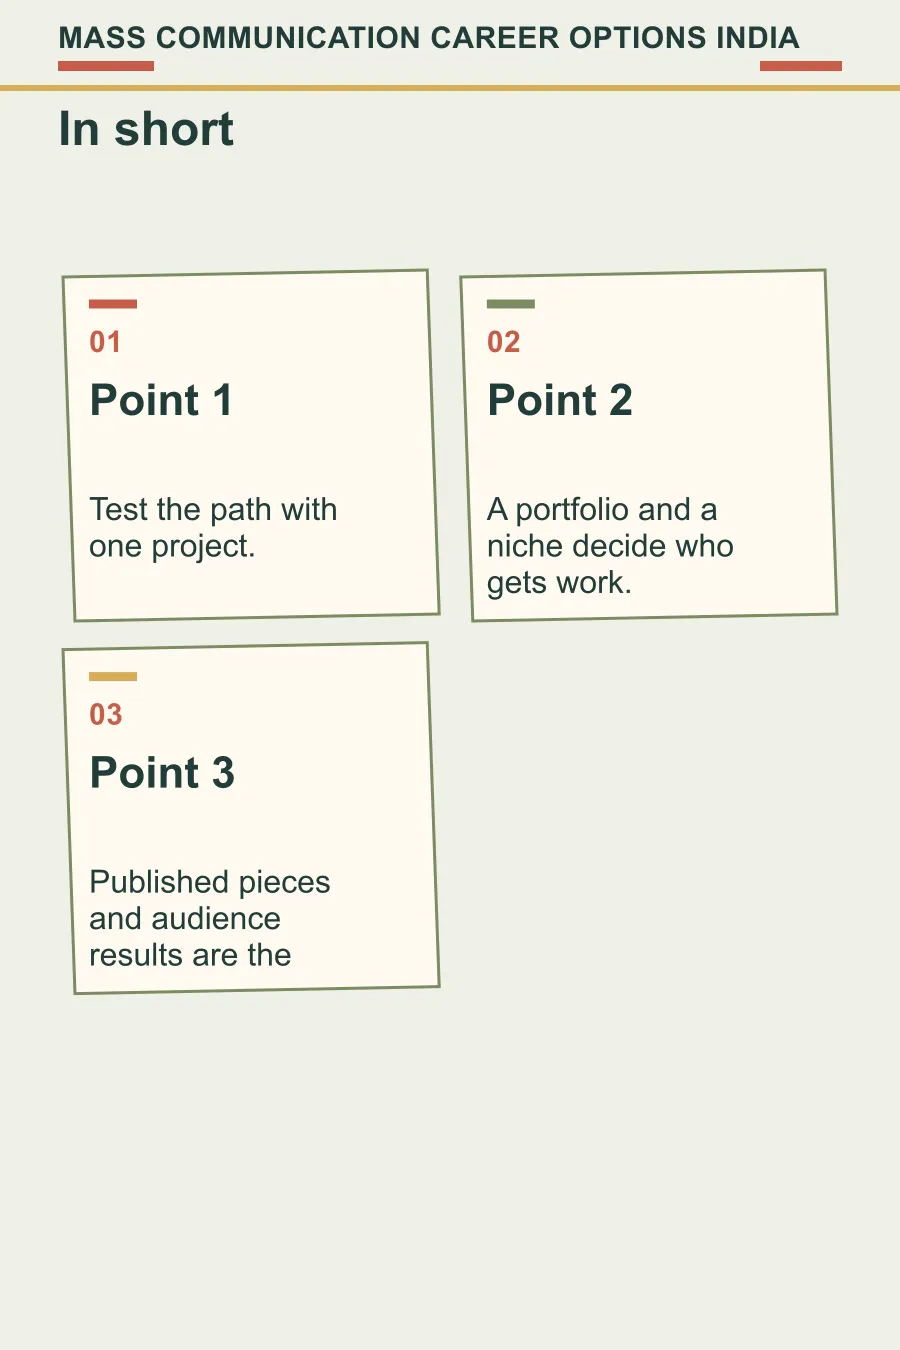 MASS COMMUNICATION CAREER OPTIONS INDIA
In short
01
Point 1
Test the path with
one project.
02
Point 2
A portfolio and a
niche decide who
gets work.
03
Point 3
Published pieces
and audience
results are the